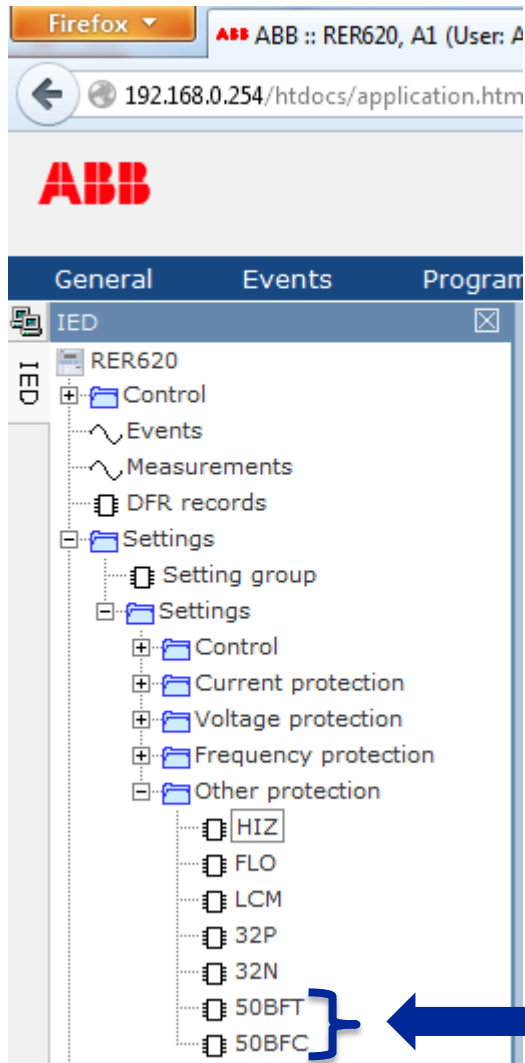 Firefox
ABB ABB :: RER620, A1 (User: A
192.168.0.254/htdocs/application.htm
ABB
General Events Program
IED
IED
RER620
Control
Events
Measurements
DFR records
Settings
Setting group
Settings
Control
Current protection
Voltage protection
Frequency protection
Other protection
HIZ
FLO
LCM
32P
32N
50BFT
50BFC